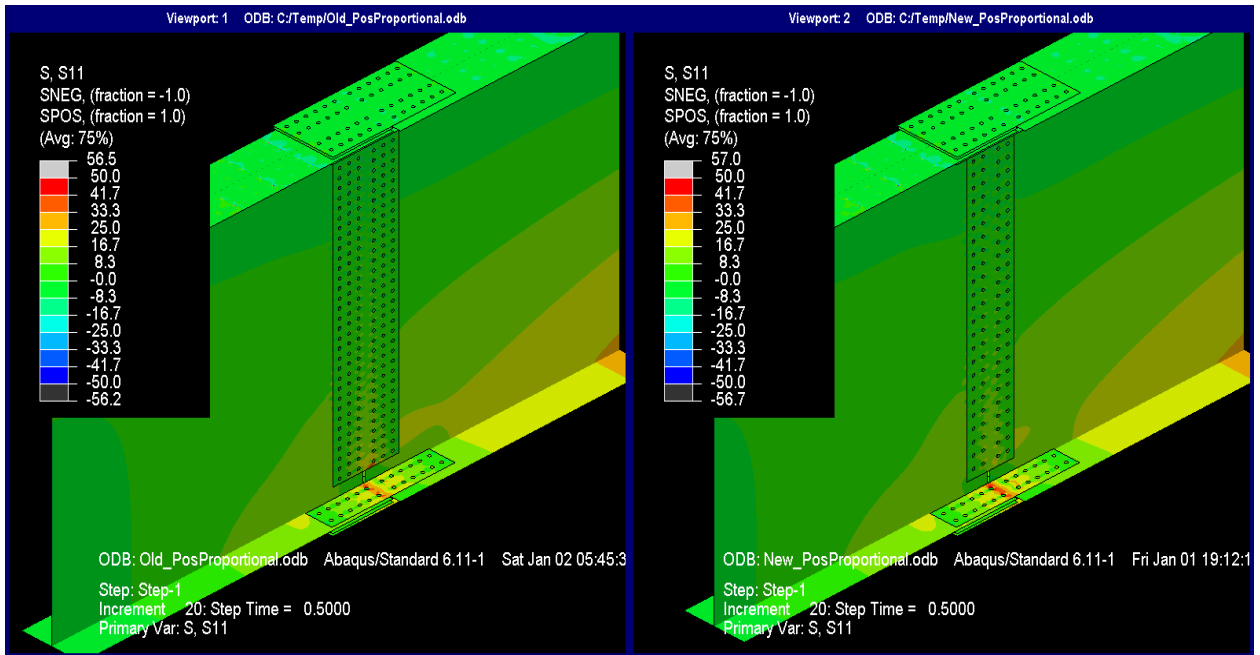 Viewport: 1 ODB: C:/Temp/Old_PosProportional.odb
S, S11
SNEG, (fraction = -1.0)
SPOS, (fraction = 1.0)
(Avg: 75%)
56.5
50.0
41.7
33.3
25.0
16.7
8.3
-0.0
-8.3
-16.7
-25.0
-33.3
-41.7
-50.0
-56.2
ODB: Old_PosProportional.odb Abaqus/Standard 6.11-1 Sat Jan 02 05:45:3
Step: Step-1
Increment 20: Step Time = 0.5000
Primary Var: S, S11
Viewport: 2 ODB: C:/Temp/New_PosProportional.odb
S, S11
SNEG, (fraction = -1.0)
SPOS, (fraction = 1.0)
(Avg: 75%)
57.0
50.0
41.7
33.3
25.0
16.7
8.3
-0.0
-8.3
-16.7
-25.0
-33.3
-41.7
-50.0
-56.7
ODB: New_PosProportional.odb Abaqus/Standard 6.11-1 Fri Jan 01 19:12:1
Step: Step-1
Increment 20: Step Time = 0.5000
Primary Var: S, S11